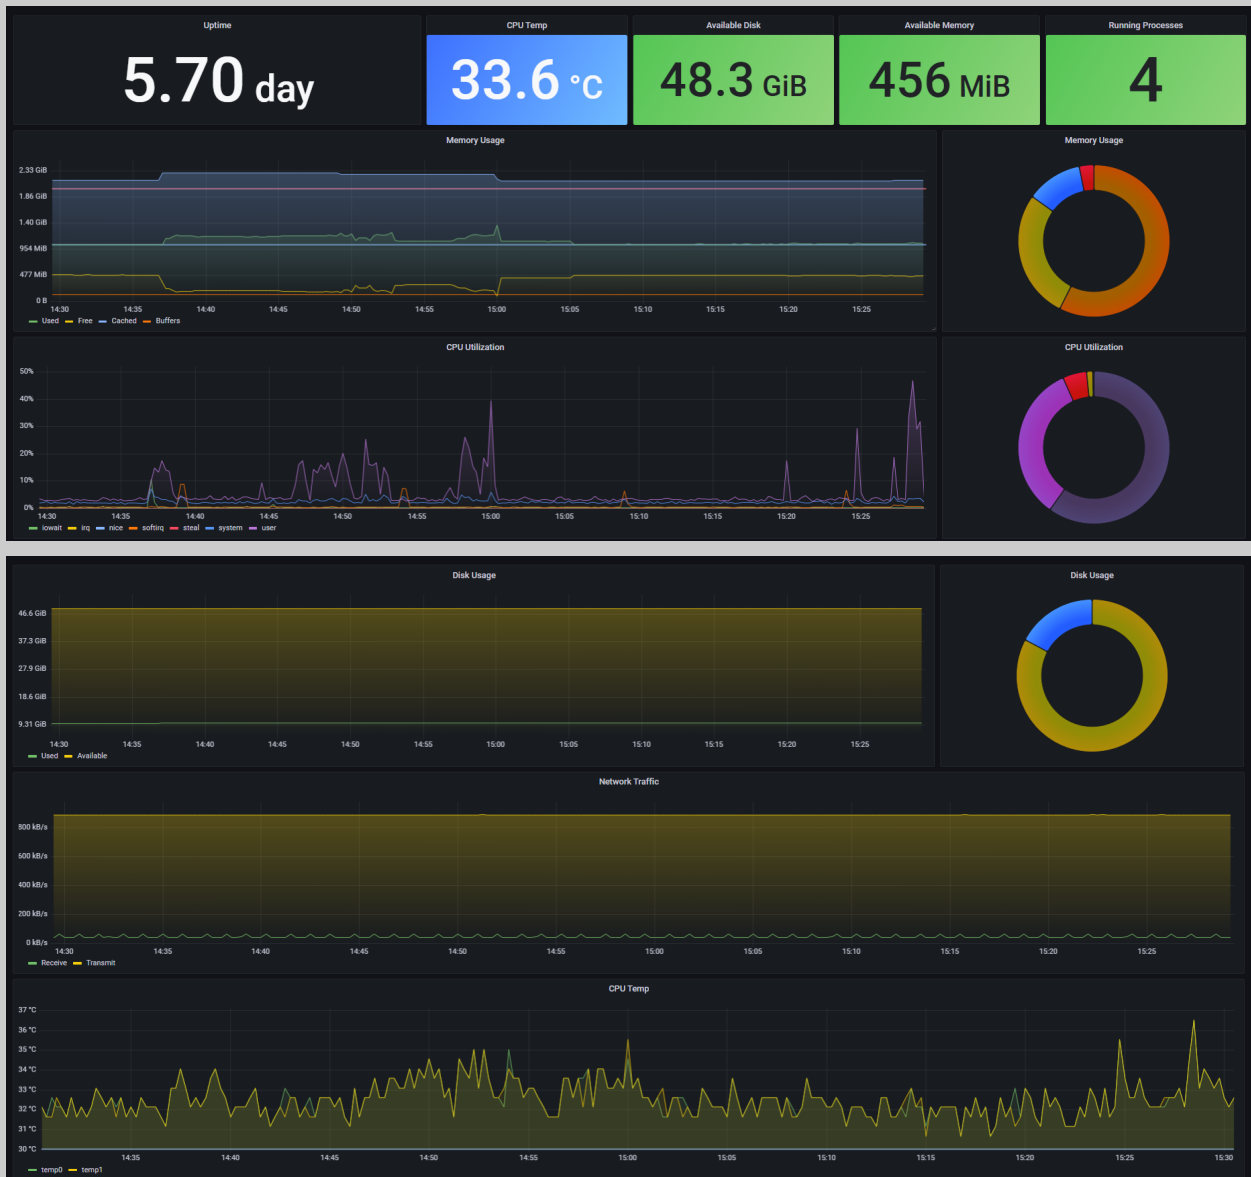 Uptime
5.70 day
CPU Temp
33.6 °C
Available Disk
48.3 GiB
Available Memory
456 MiB
Running Processes
4
Memory Usage
2.33 GiB
1.86 GiB
1.40 GiB
954 MiB
477 MiB
0 B
14:30 14:35 14:40 14:45 14:50 14:55 15:00 15:05 15:10 15:15 15:20 15:25
Used Free Cached Buffers
Memory Usage
CPU Utilization
50%
40%
30%
20%
10%
0%
14:30 14:35 14:40 14:45 14:50 14:55 15:00 15:05 15:10 15:15 15:20 15:25
iowait irq nice softirq steal system user
CPU Utilization
Disk Usage
46.6 GiB
37.3 GiB
27.9 GiB
18.6 GiB
9.31 GiB
14:30 14:35 14:40 14:45 14:50 14:55 15:00 15:05 15:10 15:15 15:20 15:25
Used Available
Disk Usage
Network Traffic
800 kB/s
600 kB/s
400 kB/s
200 kB/s
0 kB/s
14:30 14:35 14:40 14:45 14:50 14:55 15:00 15:05 15:10 15:15 15:20 15:25
Receive Transmit
CPU Temp
37 °C
36 °C
35 °C
34 °C
33 °C
32 °C
31 °C
30 °C
14:35 14:40 14:45 14:50 14:55 15:00 15:05 15:10 15:15 15:20 15:25 15:30
temp0 temp1